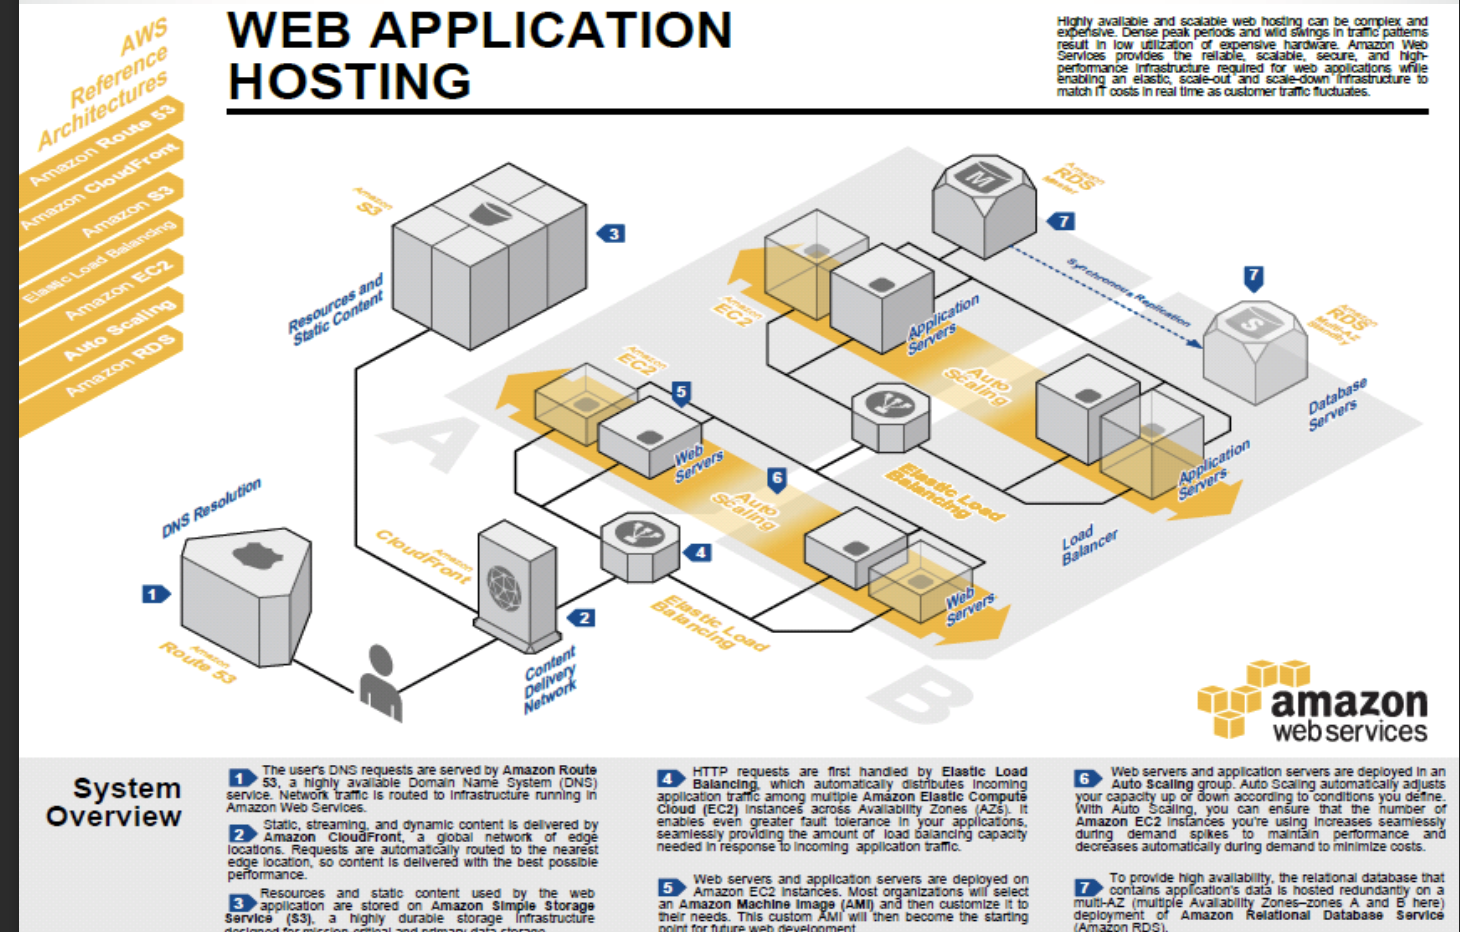 AWS
Reference
Architectures
Amazon Route 53
Amazon CloudFront
Amazon S3
Elastic Load Balancing
Amazon EC2
Auto Scaling
Amazon RDS
WEB APPLICATION
HOSTING
Highly available and scalable web hosting can be complex and
expensive. Dense peak periods and wild swings in traffic patterns
result in low utilization of expensive hardware. Amazon Web
Services provides the reliable, scalable, secure, and high-
performance infrastructure required for web applications while
enabling an elastic, scale-out and scale-down infrastructure to
match IT costs in real time as customer traffic fluctuates.
Amazon
S3
3
Resources and
Static Content
M
Amazon
RDS
Master
7
Synchronous Replication
7
S
Amazon
RDS
Multi-AZ
Standby
Database
Servers
Amazon
EC2
Application
Servers
Auto
Scaling
Application
Servers
Elastic Load
Balancing
Load
Balancer
A
Amazon
EC2
5
Web
Servers
6
Auto
Scaling
Web
Servers
4
Elastic Load
Balancing
B
DNS Resolution
1
Amazon
Route 53
Amazon
CloudFront
2
Content
Delivery
Network
amazon
web services
System
Overview
1 The user's DNS requests are served by Amazon Route
53, a highly available Domain Name System (DNS)
service. Network traffic is routed to infrastructure running in
Amazon Web Services.
2 Static, streaming, and dynamic content is delivered by
Amazon CloudFront, a global network of edge
locations. Requests are automatically routed to the nearest
edge location, so content is delivered with the best possible
performance.
3 Resources and static content used by the web
application are stored on Amazon Simple Storage
Service (S3), a highly durable storage infrastructure
designed for mission-critical and primary data storage.
4 HTTP requests are first handled by Elastic Load
Balancing, which automatically distributes incoming
application traffic among multiple Amazon Elastic Compute
Cloud (EC2) instances across Availability Zones (AZs). It
enables even greater fault tolerance in your applications,
seamlessly providing the amount of load balancing capacity
needed in response to incoming application traffic.
5 Web servers and application servers are deployed on
Amazon EC2 instances. Most organizations will select
an Amazon Machine Image (AMI) and then customize it to
their needs. This custom AMI will then become the starting
point for future web development.
6 Web servers and application servers are deployed in an
Auto Scaling group. Auto Scaling automatically adjusts
your capacity up or down according to conditions you define.
With Auto Scaling, you can ensure that the number of
Amazon EC2 instances you're using increases seamlessly
during demand spikes to maintain performance and
decreases automatically during demand to minimize costs.
7 To provide high availability, the relational database that
contains application's data is hosted redundantly on a
multi-AZ (multiple Availability Zones–zones A and B here)
deployment of Amazon Relational Database Service
(Amazon RDS).